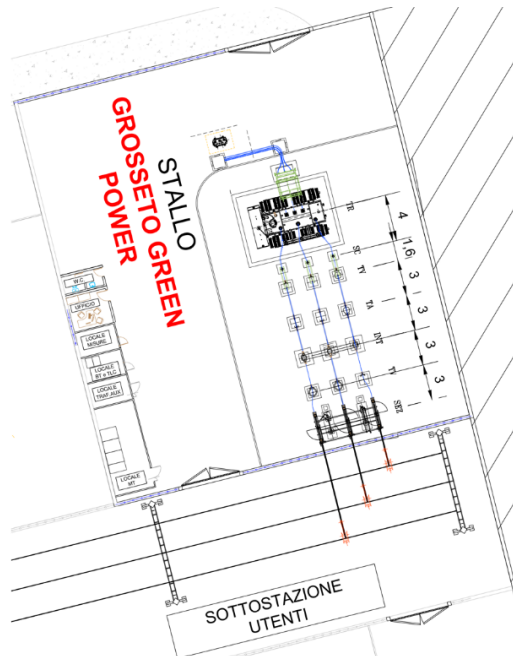 STALLO
GROSSETO GREEN
POWER
TR
SC
TV
TA
INT
TV
SEZ
4
1,6
3
3
3
3
W.C
UFFICIO
LOCALE
MISURE
LOCALE
BT e TLC
LOCALE
TRAF.AUX
LOCALE
MT
SOTTOSTAZIONE
UTENTI